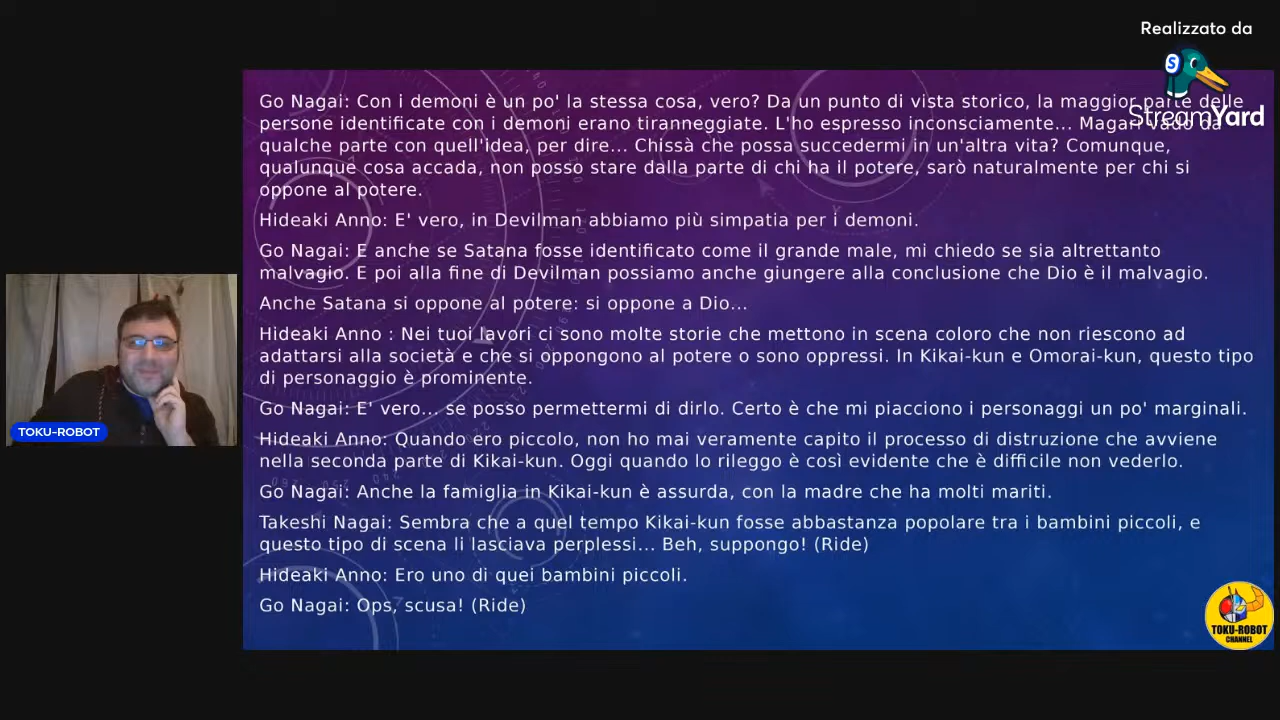 Realizzato da
StreamYard
Go Nagai: Con i demoni è un po' la stessa cosa, vero? Da un punto di vista storico, la maggior parte delle
persone identificate con i demoni erano tiranneggiate. L'ho espresso inconsciamente... Magari vado da
qualche parte con quell'idea, per dire... Chissà che possa succedermi in un'altra vita? Comunque,
qualunque cosa accada, non posso stare dalla parte di chi ha il potere, sarò naturalmente per chi si
oppone al potere.
Hideaki Anno: E' vero, in Devilman abbiamo più simpatia per i demoni.
Go Nagai: E anche se Satana fosse identificato come il grande male, mi chiedo se sia altrettanto
malvagio. E poi alla fine di Devilman possiamo anche giungere alla conclusione che Dio è il malvagio.
Anche Satana si oppone al potere: si oppone a Dio...
Hideaki Anno : Nei tuoi lavori ci sono molte storie che mettono in scena coloro che non riescono ad
adattarsi alla società e che si oppongono al potere o sono oppressi. In Kikai-kun e Omorai-kun, questo tipo
di personaggio è prominente.
Go Nagai: E' vero... se posso permettermi di dirlo. Certo è che mi piacciono i personaggi un po' marginali.
Hideaki Anno: Quando ero piccolo, non ho mai veramente capito il processo di distruzione che avviene
nella seconda parte di Kikai-kun. Oggi quando lo rileggo è così evidente che è difficile non vederlo.
Go Nagai: Anche la famiglia in Kikai-kun è assurda, con la madre che ha molti mariti.
Takeshi Nagai: Sembra che a quel tempo Kikai-kun fosse abbastanza popolare tra i bambini piccoli, e
questo tipo di scena li lasciava perplessi... Beh, suppongo! (Ride)
Hideaki Anno: Ero uno di quei bambini piccoli.
Go Nagai: Ops, scusa! (Ride)
TOKU-ROBOT
TOKU-ROBOT
CHANNEL